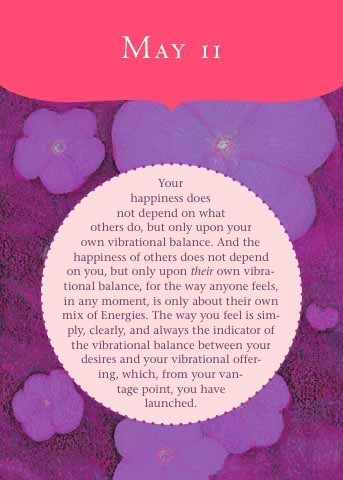 May 11
Your
happiness does
not depend on what
others do, but only upon your
own vibrational balance. And the
happiness of others does not depend
on you, but only upon their own vibra-
tional balance, for the way anyone feels,
in any moment, is only about their own
mix of Energies. The way you feel is sim-
ply, clearly, and always the indicator of
the vibrational balance between your
desires and your vibrational offer-
ing, which, from your van-
tage point, you have
launched.